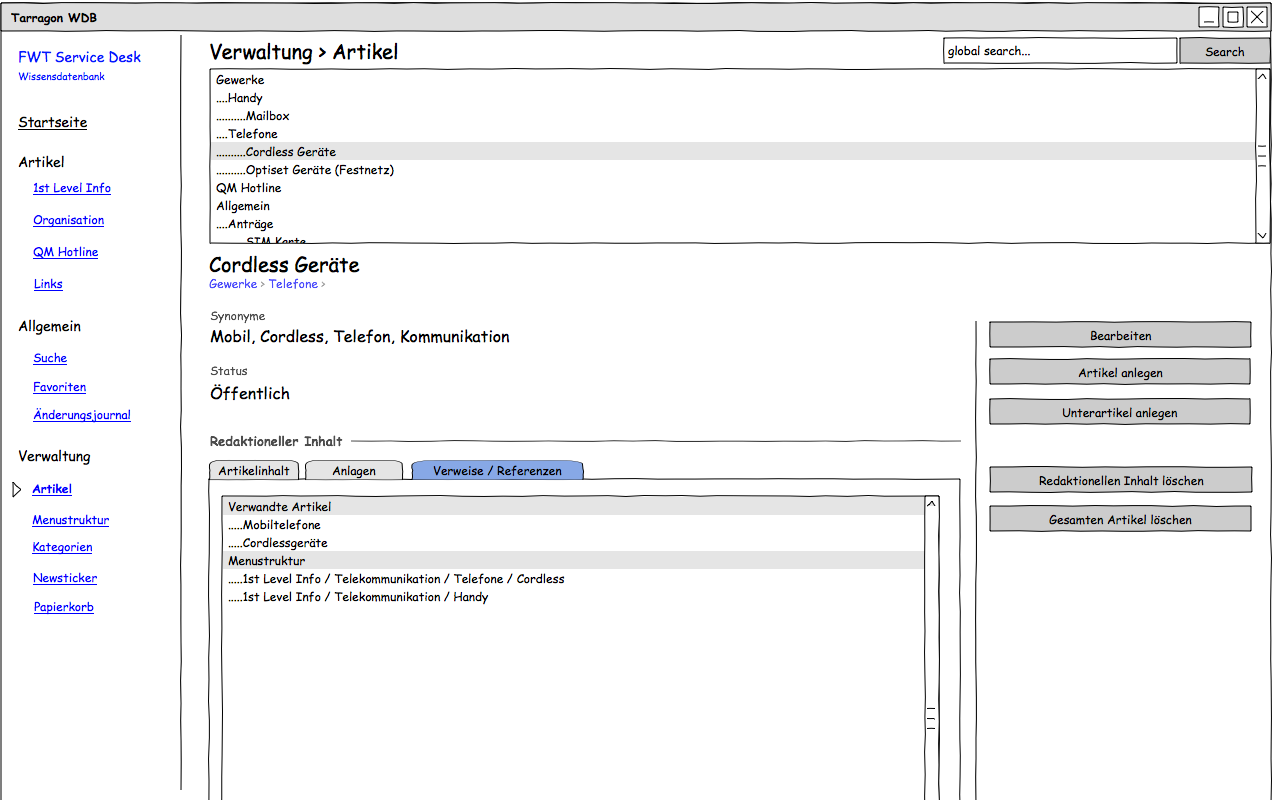 Tarragon WDB
FWT Service Desk
Wissensdatenbank
Startseite
Artikel
1st Level Info
Organisation
QM Hotline
Links
Allgemein
Suche
Favoriten
Änderungsjournal
Verwaltung
Artikel
Menustruktur
Kategorien
Newsticker
Papierkorb
Verwaltung > Artikel
global search...
Search
Gewerke
....Handy
..........Mailbox
....Telefone
..........Cordless Geräte
..........Optiset Geräte (Festnetz)
QM Hotline
Allgemein
....Anträge
..........SIM Karte
Cordless Geräte
Gewerke > Telefone >
Synonyme
Mobil, Cordless, Telefon, Kommunikation
Status
Öffentlich
Redaktioneller Inhalt
Artikelinhalt
Anlagen
Verweise / Referenzen
Verwandte Artikel
.....Mobiltelefone
.....Cordlessgeräte
Menustruktur
.....1st Level Info / Telekommunikation / Telefone / Cordless
.....1st Level Info / Telekommunikation / Handy
Bearbeiten
Artikel anlegen
Unterartikel anlegen
Redaktionellen Inhalt löschen
Gesamten Artikel löschen